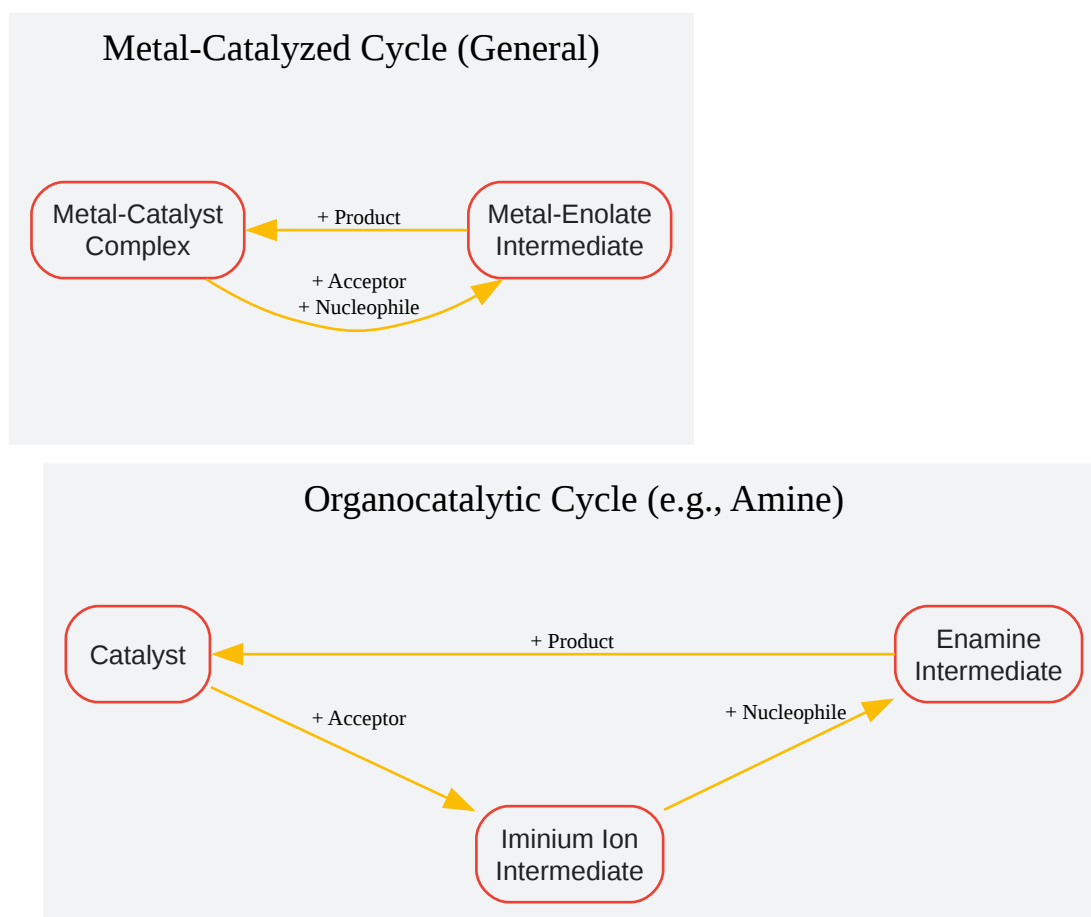 Metal-Catalyzed Cycle (General)
Metal-Catalyst
Complex
+ Product
Metal-Enolate
Intermediate
+ Acceptor
+ Nucleophile
Organocatalytic Cycle (e.g., Amine)
Catalyst
+ Product
Enamine
Intermediate
+ Acceptor
+ Nucleophile
Iminium Ion
Intermediate